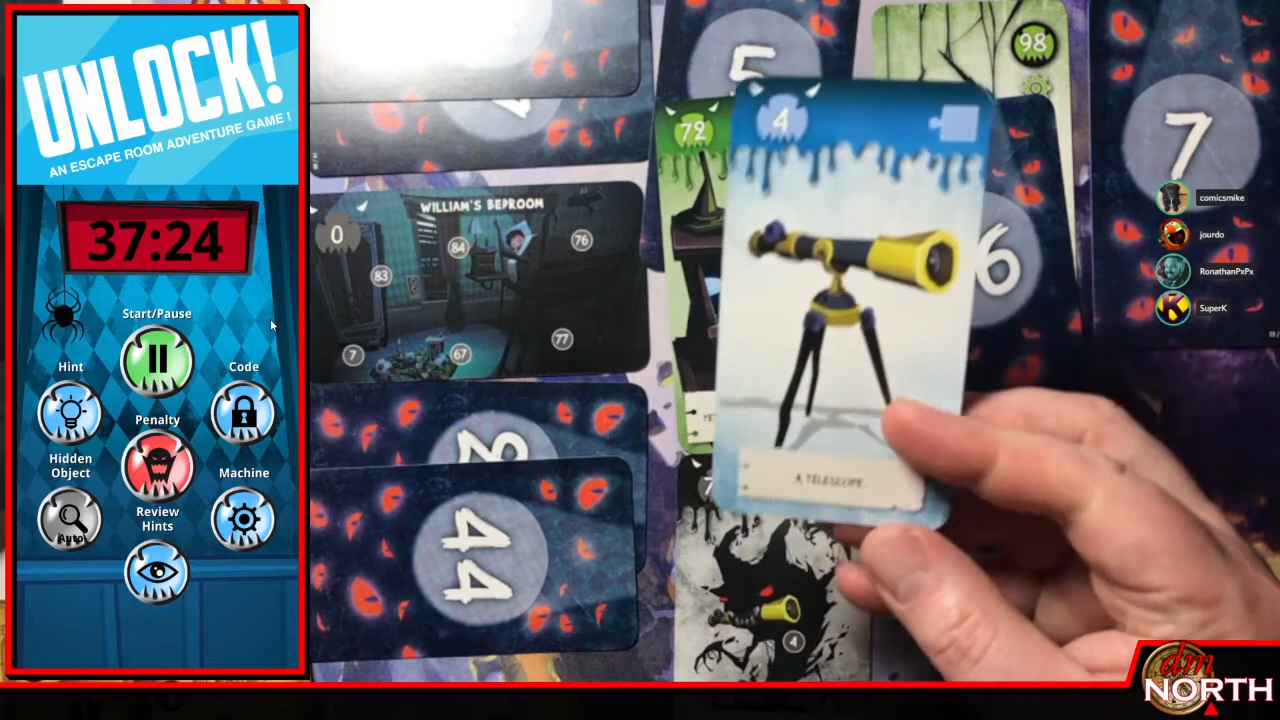 UNLOCK!
AN ESCAPE ROOM ADVENTURE GAME !
37:24
Start/Pause
Hint
Code
Penalty
Hidden
Object
Machine
Auto
Review
Hints
WILLIAM'S BEDROOM
0
84
76
83
77
7
67
44
5
98
72
4
6
7
A TELESCOPE.
4
comicsmike
jourdo
RonathanPxPx
SuperK
dm
NORTH